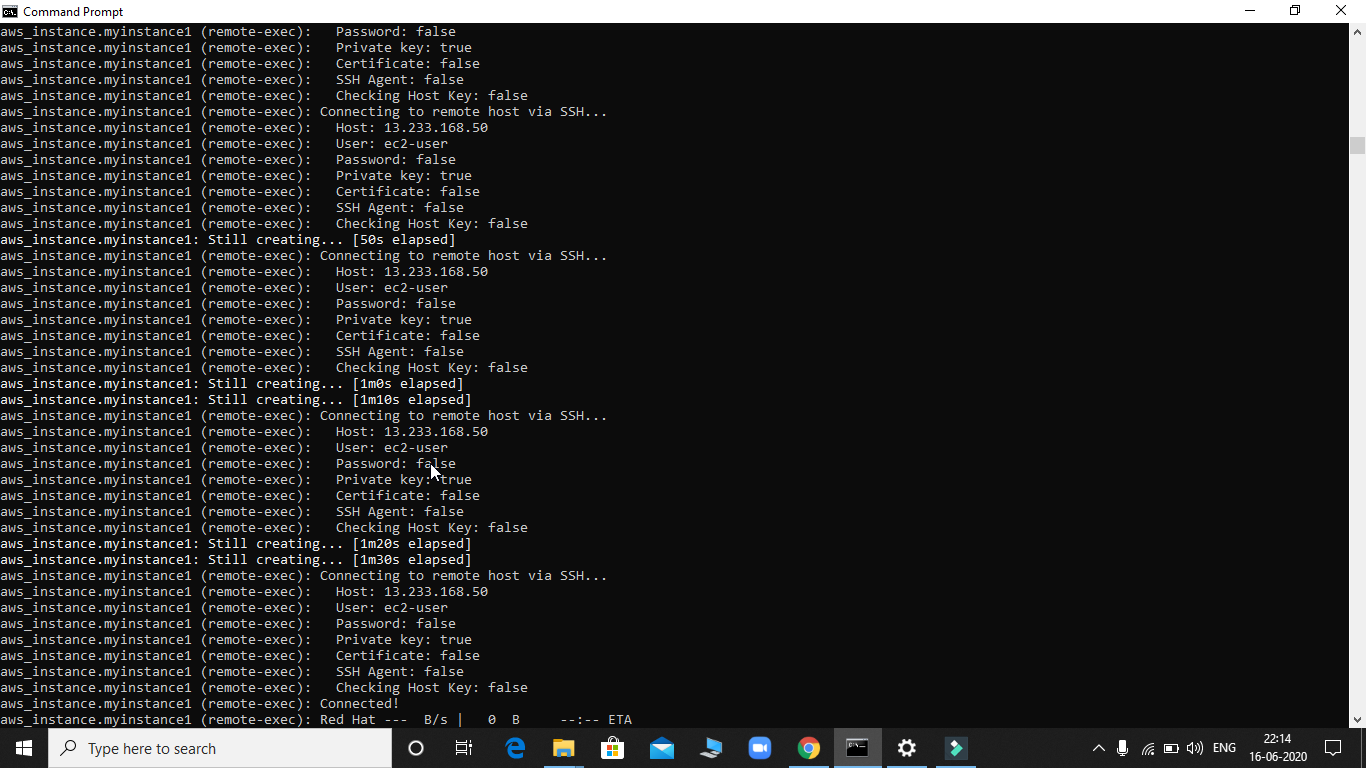 Command Prompt
aws_instance.myinstance1 (remote-exec):   Password: false
aws_instance.myinstance1 (remote-exec):   Private key: true
aws_instance.myinstance1 (remote-exec):   Certificate: false
aws_instance.myinstance1 (remote-exec):   SSH Agent: false
aws_instance.myinstance1 (remote-exec):   Checking Host Key: false
aws_instance.myinstance1 (remote-exec): Connecting to remote host via SSH...
aws_instance.myinstance1 (remote-exec):   Host: 13.233.168.50
aws_instance.myinstance1 (remote-exec):   User: ec2-user
aws_instance.myinstance1 (remote-exec):   Password: false
aws_instance.myinstance1 (remote-exec):   Private key: true
aws_instance.myinstance1 (remote-exec):   Certificate: false
aws_instance.myinstance1 (remote-exec):   SSH Agent: false
aws_instance.myinstance1 (remote-exec):   Checking Host Key: false
aws_instance.myinstance1: Still creating... [50s elapsed]
aws_instance.myinstance1 (remote-exec): Connecting to remote host via SSH...
aws_instance.myinstance1 (remote-exec):   Host: 13.233.168.50
aws_instance.myinstance1 (remote-exec):   User: ec2-user
aws_instance.myinstance1 (remote-exec):   Password: false
aws_instance.myinstance1 (remote-exec):   Private key: true
aws_instance.myinstance1 (remote-exec):   Certificate: false
aws_instance.myinstance1 (remote-exec):   SSH Agent: false
aws_instance.myinstance1 (remote-exec):   Checking Host Key: false
aws_instance.myinstance1: Still creating... [1m0s elapsed]
aws_instance.myinstance1: Still creating... [1m10s elapsed]
aws_instance.myinstance1 (remote-exec): Connecting to remote host via SSH...
aws_instance.myinstance1 (remote-exec):   Host: 13.233.168.50
aws_instance.myinstance1 (remote-exec):   User: ec2-user
aws_instance.myinstance1 (remote-exec):   Password: false
aws_instance.myinstance1 (remote-exec):   Private key: true
aws_instance.myinstance1 (remote-exec):   Certificate: false
aws_instance.myinstance1 (remote-exec):   SSH Agent: false
aws_instance.myinstance1 (remote-exec):   Checking Host Key: false
aws_instance.myinstance1: Still creating... [1m20s elapsed]
aws_instance.myinstance1: Still creating... [1m30s elapsed]
aws_instance.myinstance1 (remote-exec): Connecting to remote host via SSH...
aws_instance.myinstance1 (remote-exec):   Host: 13.233.168.50
aws_instance.myinstance1 (remote-exec):   User: ec2-user
aws_instance.myinstance1 (remote-exec):   Password: false
aws_instance.myinstance1 (remote-exec):   Private key: true
aws_instance.myinstance1 (remote-exec):   Certificate: false
aws_instance.myinstance1 (remote-exec):   SSH Agent: false
aws_instance.myinstance1 (remote-exec):   Checking Host Key: false
aws_instance.myinstance1 (remote-exec): Connected!
aws_instance.myinstance1 (remote-exec): Red Hat ---  B/s |   0  B     --:-- ETA
Type here to search
ENG
22:14
16-06-2020